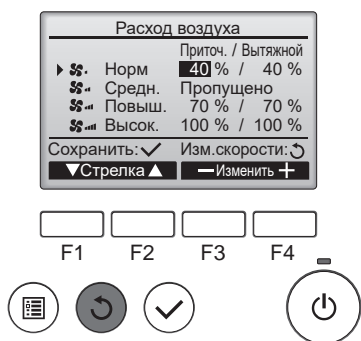 Расход воздуха
Приточ. / Вытяжной
Норм 40 % / 40 %
Средн. Пропущено
Повыш. 70 % / 70 %
Высок. 100 % / 100 %
Сохранить: Изм.скорости:
Стрелка Изменить
F1 F2 F3 F4